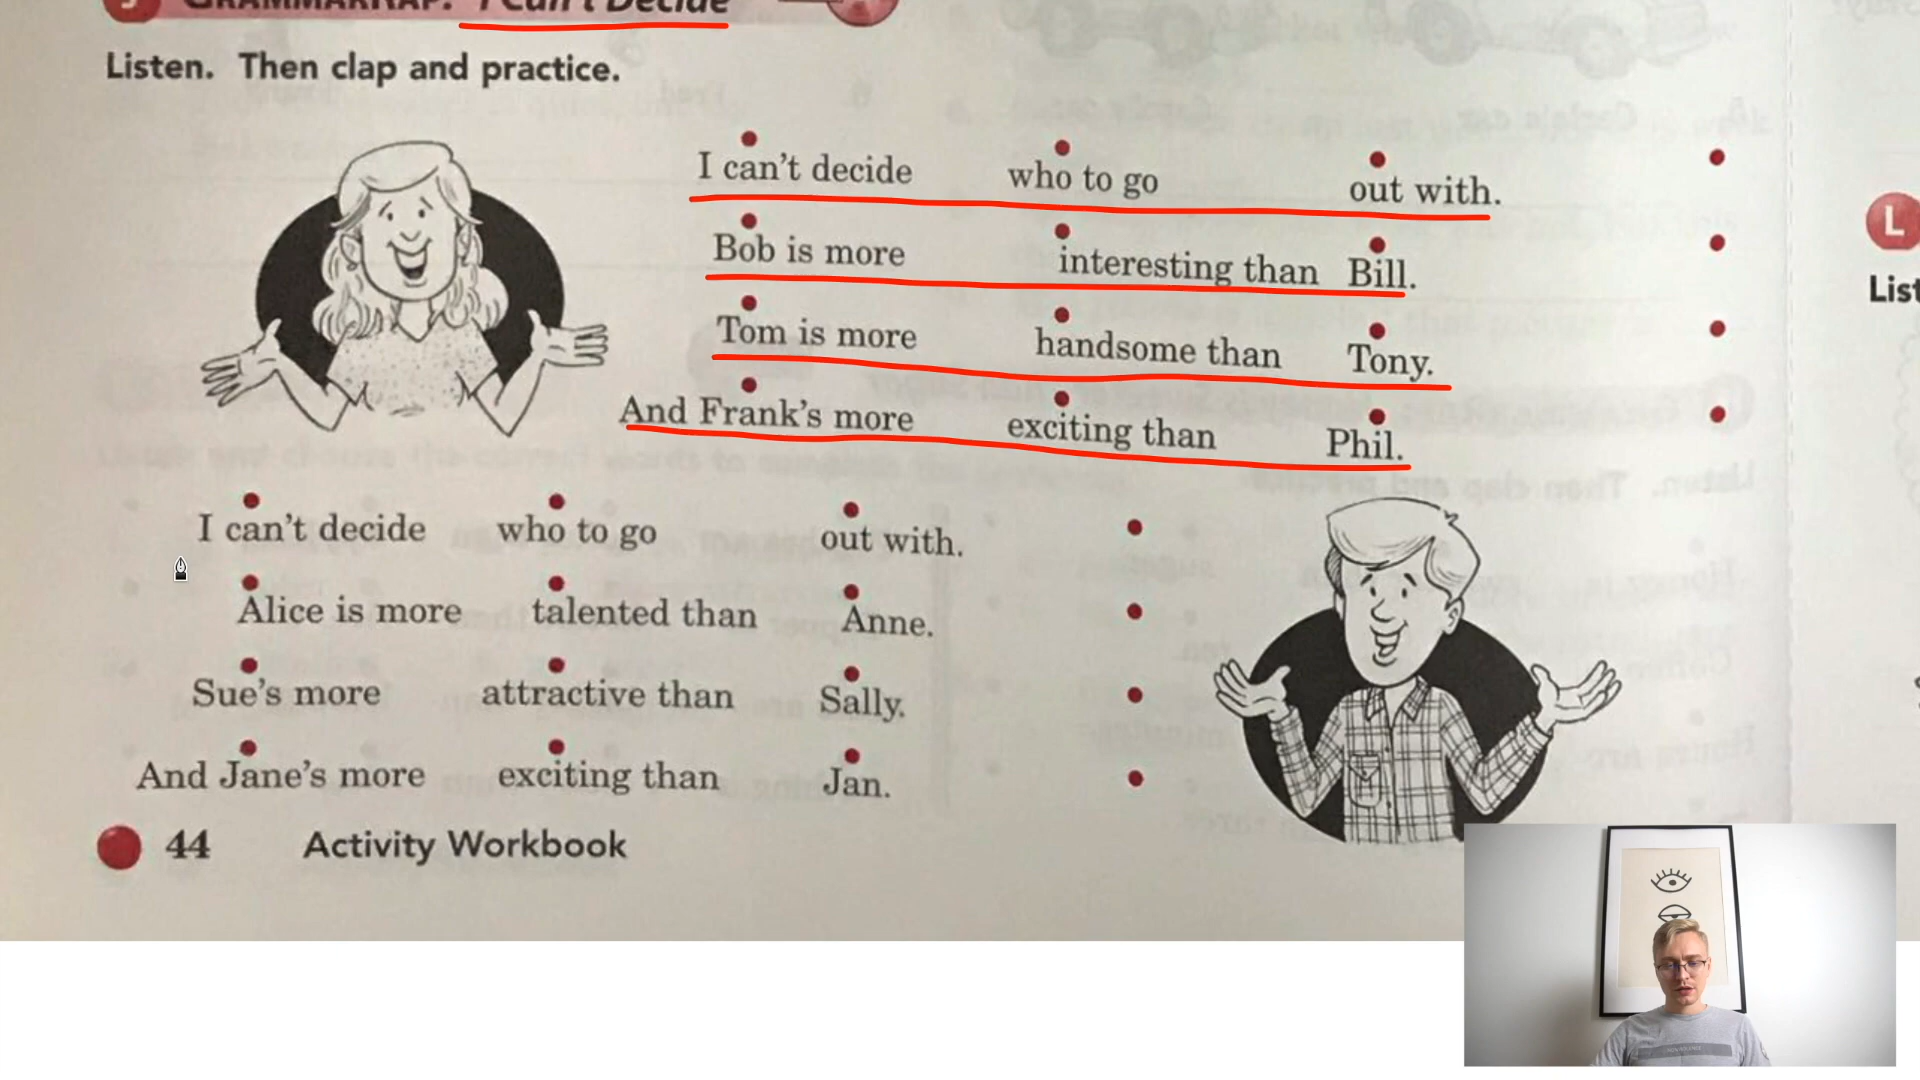 GRAMMARRAP: I Can't Decide
Listen. Then clap and practice.
I can't decide who to go out with.
Bob is more interesting than Bill.
Tom is more handsome than Tony.
And Frank's more exciting than Phil.
I can't decide who to go out with.
Alice is more talented than Anne.
Sue's more attractive than Sally.
And Jane's more exciting than Jan.
44 Activity Workbook
L
List